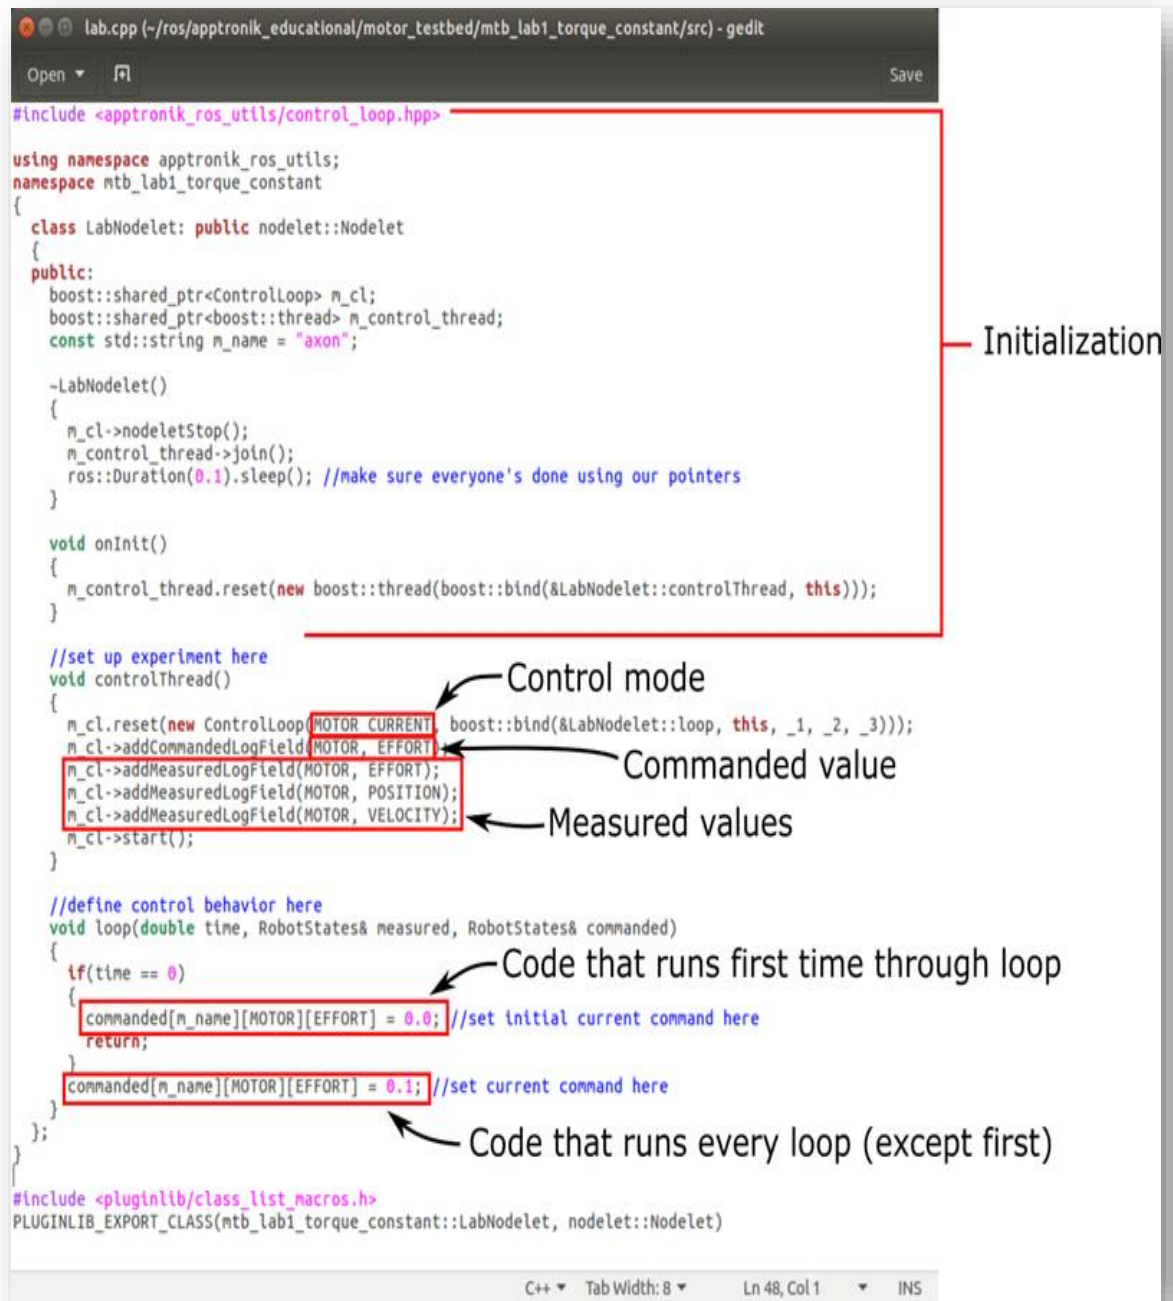 lab.cpp (~/ros/apptronik_educational/motor_testbed/mtb_lab1_torque_constant/src) - gedit
Open Save
#include <apptronik_ros_utils/control_loop.hpp>
using namespace apptronik_ros_utils;
namespace mtb_lab1_torque_constant
{
class LabNodelet: public nodelet::Nodelet
{
public:
boost::shared_ptr<ControlLoop> m_cl;
boost::shared_ptr<boost::thread> m_control_thread;
const std::string m_name = "axon";
Initialization
~LabNodelet()
{
m_cl->nodeletStop();
m_control_thread->join();
ros::Duration(0.1).sleep(); //make sure everyone's done using our pointers
}
void onInit()
{
m_control_thread.reset(new boost::thread(boost::bind(&LabNodelet::controlThread, this)));
}
//set up experiment here
void controlThread()
Control mode
{
m_cl.reset(new ControlLoop(MOTOR_CURRENT, boost::bind(&LabNodelet::loop, this, _1, _2, _3)));
m_cl->addCommandedLogField(MOTOR, EFFORT);
Commanded value
m_cl->addMeasuredLogField(MOTOR, EFFORT);
m_cl->addMeasuredLogField(MOTOR, POSITION);
m_cl->addMeasuredLogField(MOTOR, VELOCITY);
Measured values
m_cl->start();
}
//define control behavior here
void loop(double time, RobotStates& measured, RobotStates& commanded)
{
if(time == 0)
Code that runs first time through loop
{
commanded[m_name][MOTOR][EFFORT] = 0.0; //set initial current command here
return;
}
commanded[m_name][MOTOR][EFFORT] = 0.1; //set current command here
}
};
Code that runs every loop (except first)
}
#include <pluginlib/class_list_macros.h>
PLUGINLIB_EXPORT_CLASS(mtb_lab1_torque_constant::LabNodelet, nodelet::Nodelet)
C++ Tab Width: 8 Ln 48, Col 1 INS